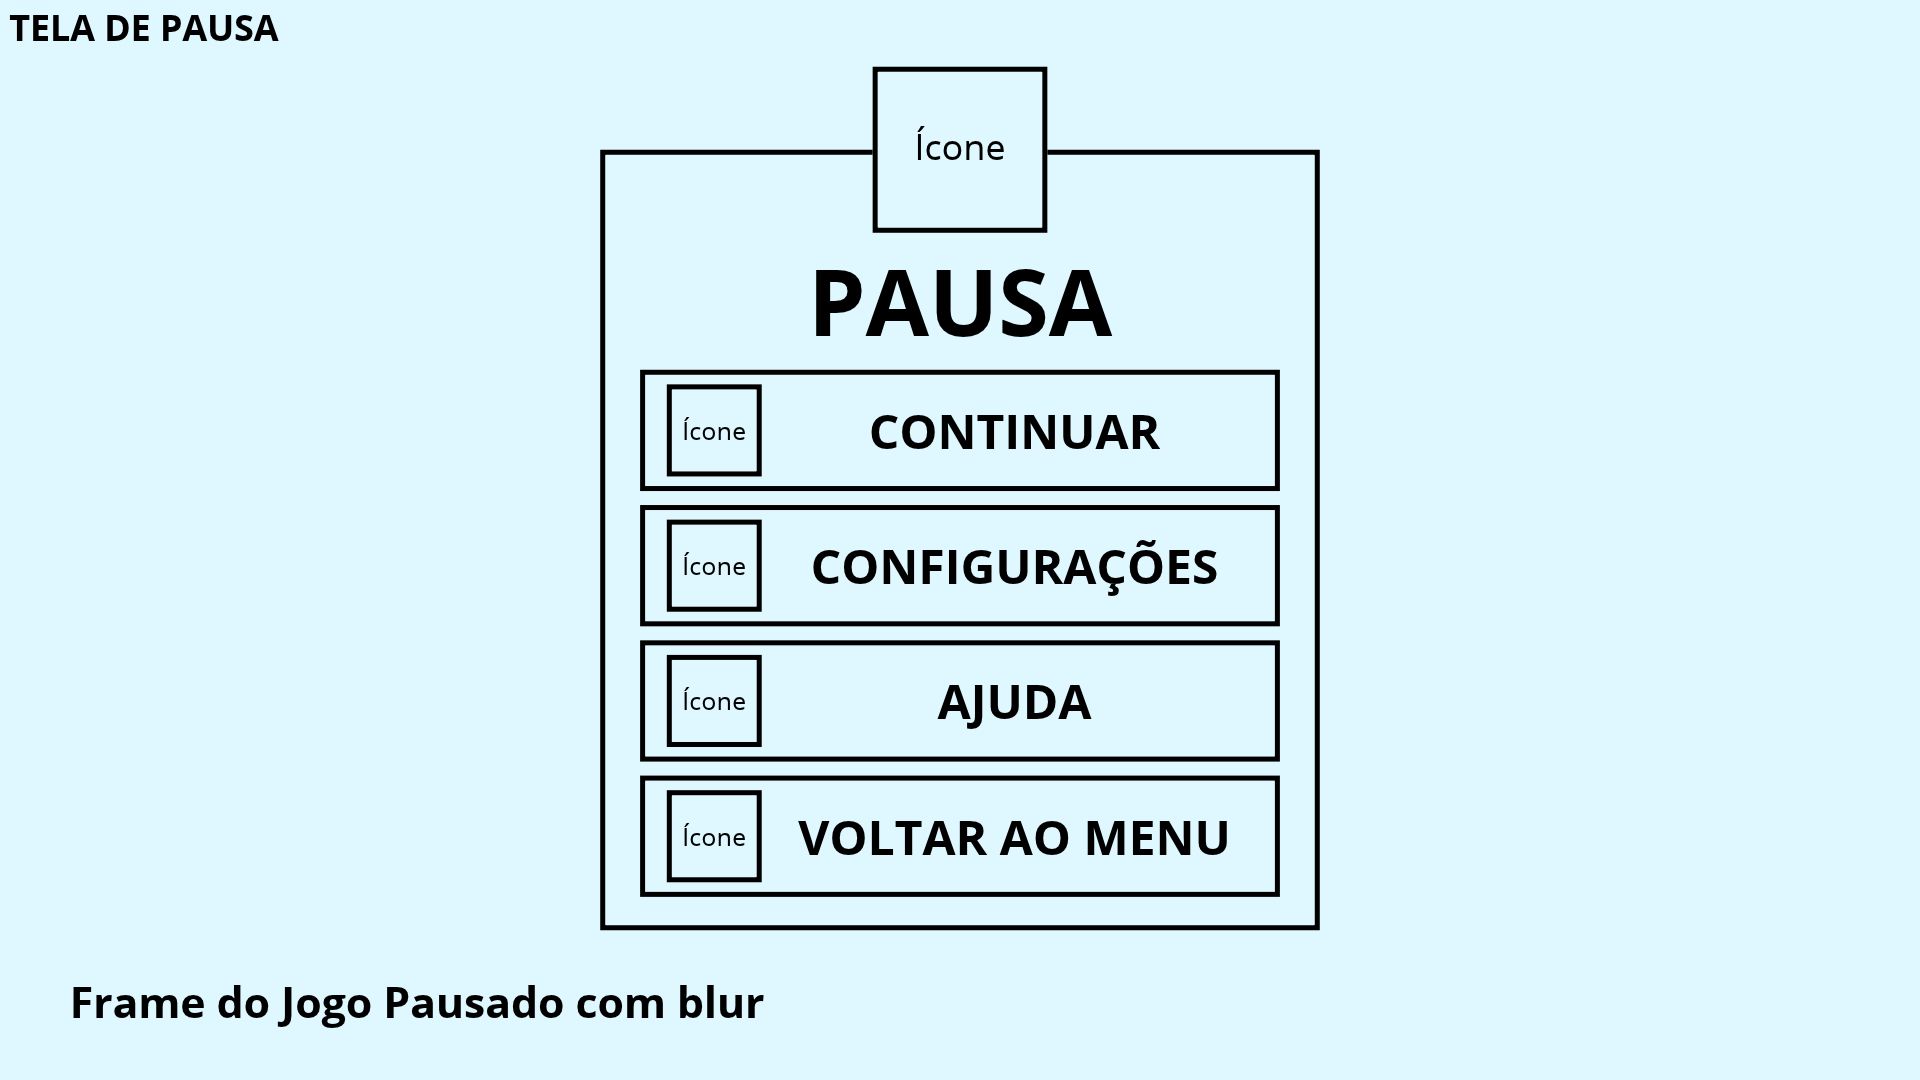 TELA DE PAUSA
Ícone
PAUSA
Ícone
CONTINUAR
Ícone
CONFIGURAÇÕES
Ícone
AJUDA
Ícone
VOLTAR AO MENU
Frame do Jogo Pausado com blur